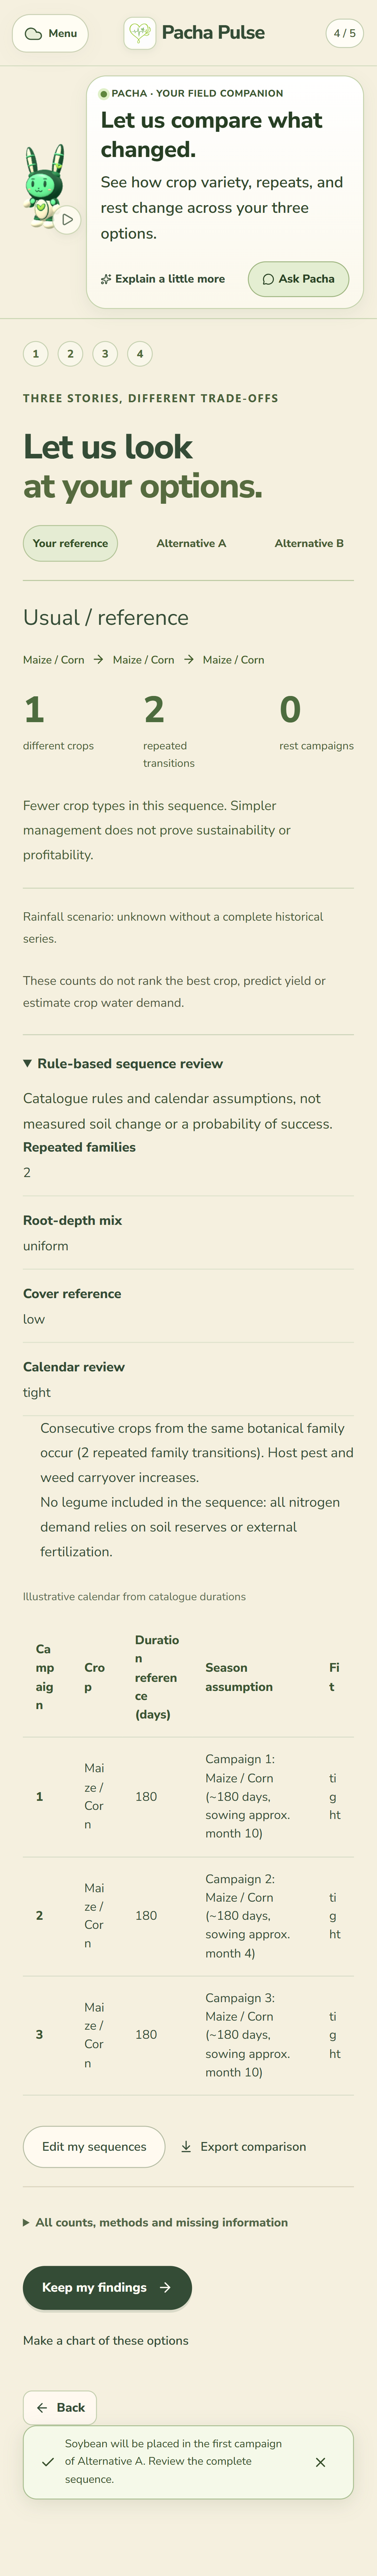 Menu
Pacha Pulse
4 / 5
PACHA · YOUR FIELD COMPANION
Let us compare what
changed.
See how crop variety, repeats, and
rest change across your three
options.
Explain a little more
Ask Pacha
1 2 3 4
THREE STORIES, DIFFERENT TRADE-OFFS
Let us look
at your options.
Your reference
Alternative A
Alternative B
Usual / reference
Maize / Corn → Maize / Corn → Maize / Corn
1
different crops
2
repeated
transitions
0
rest campaigns
Fewer crop types in this sequence. Simpler
management does not prove sustainability or
profitability.
Rainfall scenario: unknown without a complete historical
series.
These counts do not rank the best crop, predict yield or
estimate crop water demand.
▼ Rule-based sequence review
Catalogue rules and calendar assumptions, not
measured soil change or a probability of success.
Repeated families
2
Root-depth mix
uniform
Cover reference
low
Calendar review
tight
Consecutive crops from the same botanical family
occur (2 repeated family transitions). Host pest and
weed carryover increases.
No legume included in the sequence: all nitrogen
demand relies on soil reserves or external
fertilization.
Illustrative calendar from catalogue durations
Ca
mp
aig
n
Cro
p
Duratio
n
referen
ce
(days)
Season
assumption
Fi
t
1
Mai
ze /
Cor
n
180
Campaign 1:
Maize / Corn
(~180 days,
sowing approx.
month 10)
ti
g
ht
2
Mai
ze /
Cor
n
180
Campaign 2:
Maize / Corn
(~180 days,
sowing approx.
month 4)
ti
g
ht
3
Mai
ze /
Cor
n
180
Campaign 3:
Maize / Corn
(~180 days,
sowing approx.
month 10)
ti
g
ht
Edit my sequences
Export comparison
▶ All counts, methods and missing information
Keep my findings →
Make a chart of these options
← Back
Soybean will be placed in the first campaign
of Alternative A. Review the complete
sequence.